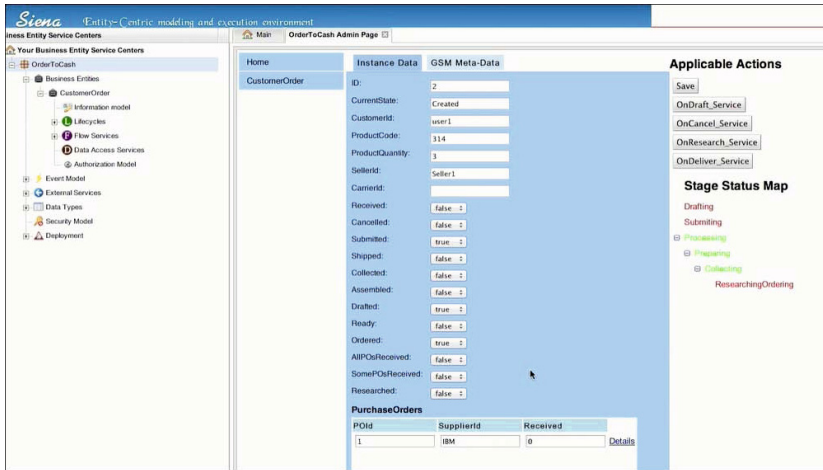 Siena Entity-Centric modeling and execution environment
iness Entity Service Centers
Your Business Entity Service Centers
OrderToCash
Business Entities
CustomerOrder
Information model
Lifecycles
Flow Services
Data Access Services
Authorization Model
Event Model
External Services
Data Types
Security Model
Deployment
Main OrderToCash Admin Page
Home
CustomerOrder
Instance Data GSM Meta-Data
ID: 2
CurrentState: Created
CustomerId: user1
ProductCode: 314
ProductQuantity: 3
SellerId: Seller1
CarrierId:
Received: false
Cancelled: false
Submitted: true
Shipped: false
Collected: false
Assembled: false
Drafted: true
Ready: false
Ordered: true
AllPOsReceived: false
SomePOsReceived: false
Researched: false
PurchaseOrders
POId SupplierId Received
1 IBM 0 Details
Applicable Actions
Save
OnDraft_Service
OnCancel_Service
OnResearch_Service
OnDeliver_Service
Stage Status Map
Drafting
Submiting
Processing
Preparing
Collecting
ResearchingOrdering